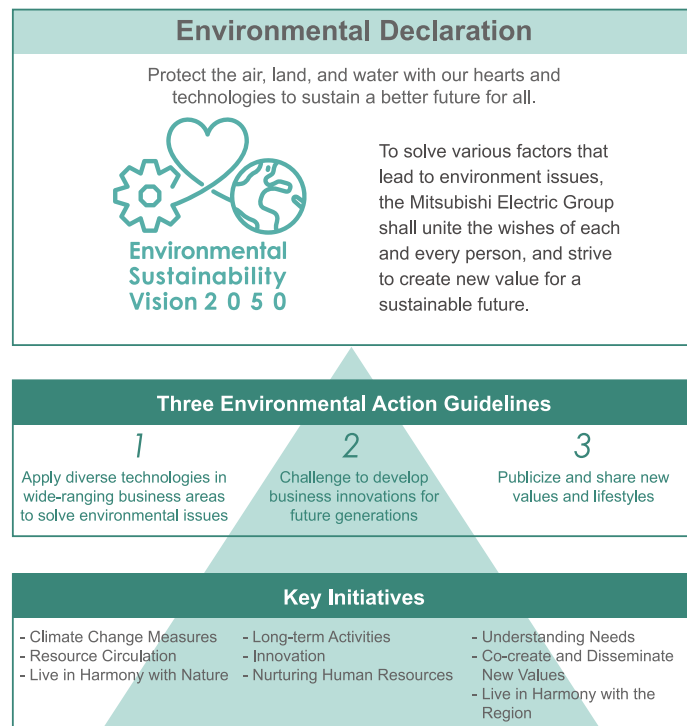 Environmental Declaration
Protect the air, land, and water with our hearts and
technologies to sustain a better future for all.
Environmental
Sustainability
Vision 2 0 5 0
To solve various factors that
lead to environment issues,
the Mitsubishi Electric Group
shall unite the wishes of each
and every person, and strive
to create new value for a
sustainable future.
Three Environmental Action Guidelines
1
Apply diverse technologies in
wide-ranging business areas
to solve environmental issues
2
Challenge to develop
business innovations for
future generations
3
Publicize and share new
values and lifestyles
Key Initiatives
- Climate Change Measures
- Resource Circulation
- Live in Harmony with Nature
- Long-term Activities
- Innovation
- Nurturing Human Resources
- Understanding Needs
- Co-create and Disseminate
New Values
- Live in Harmony with the
Region